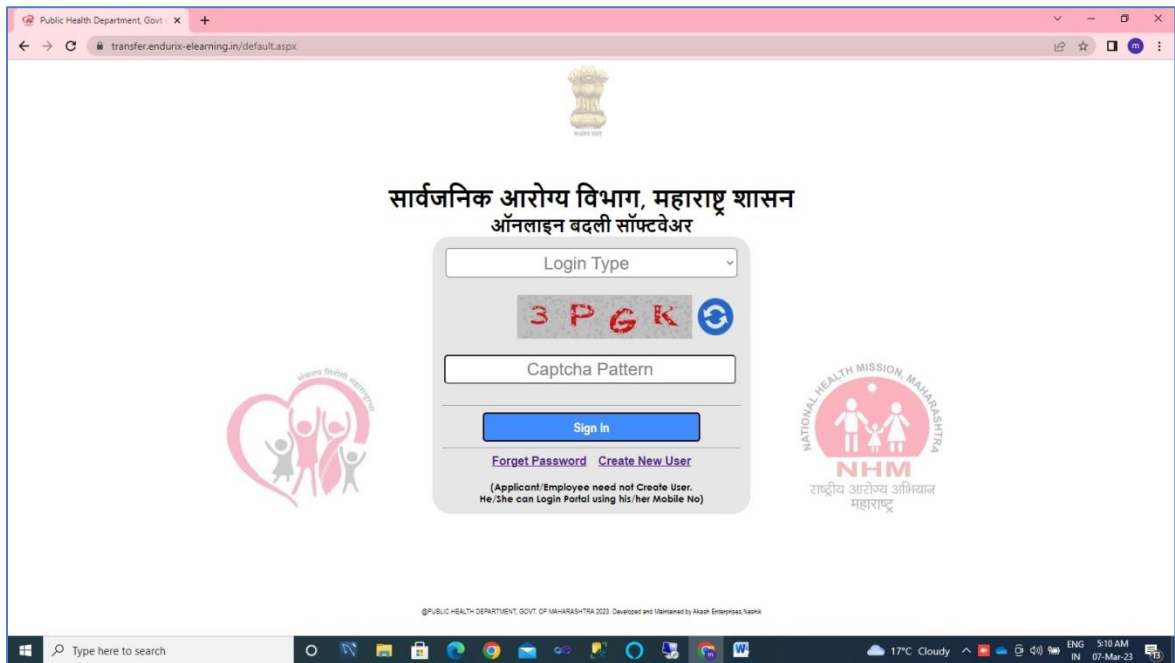 Public Health Department, Govt
transfer.endurix-elearning.in/default.aspx
m
सार्वजनिक आरोग्य विभाग, महाराष्ट्र शासन
ऑनलाइन बदली सॉफ्टवेअर
Login Type
3 P G K
Captcha Pattern
Sign In
Forget Password Create New User
(Applicant/Employee need not Create User.
He/She can Login Portal using his/her Mobile No)
NATIONAL HEALTH MISSION, MAHARASHTRA
NHM
राष्ट्रीय आरोग्य अभियान
महाराष्ट्र
@PUBLIC HEALTH DEPARTMENT, GOVT. OF MAHARASHTRA 2023. Developed and Maintained by Akash Enterprises,Nashik
Type here to search
17°C Cloudy
ENG
IN
5:10 AM
07-Mar-23